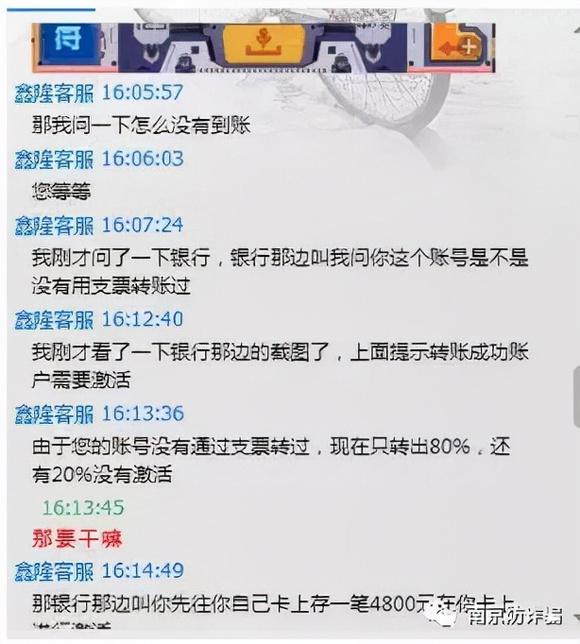 符
鑫隆客服 16:05:57
那我问一下怎么没有到账
鑫隆客服 16:06:03
您等等
鑫隆客服 16:07:24
我刚才问了一下银行，银行那边叫我问你这个账号是不是
没有用支票转账过
鑫隆客服 16:12:40
我刚才看了一下银行那边的截图了，上面提示转账成功账
户需要激活
鑫隆客服 16:13:36
由于您的账号没有通过支票转过，现在只转出80%，还
有20%没有激活
16:13:45
那要干嘛
鑫隆客服 16:14:49
那银行那边叫你先往你自己卡上存一笔4800元在你卡上
进行激活
南京防诈骗